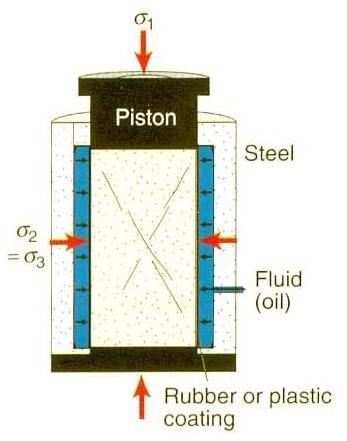 σ1
Piston
Steel
σ2
= σ3
Fluid
(oil)
Rubber or plastic
coating